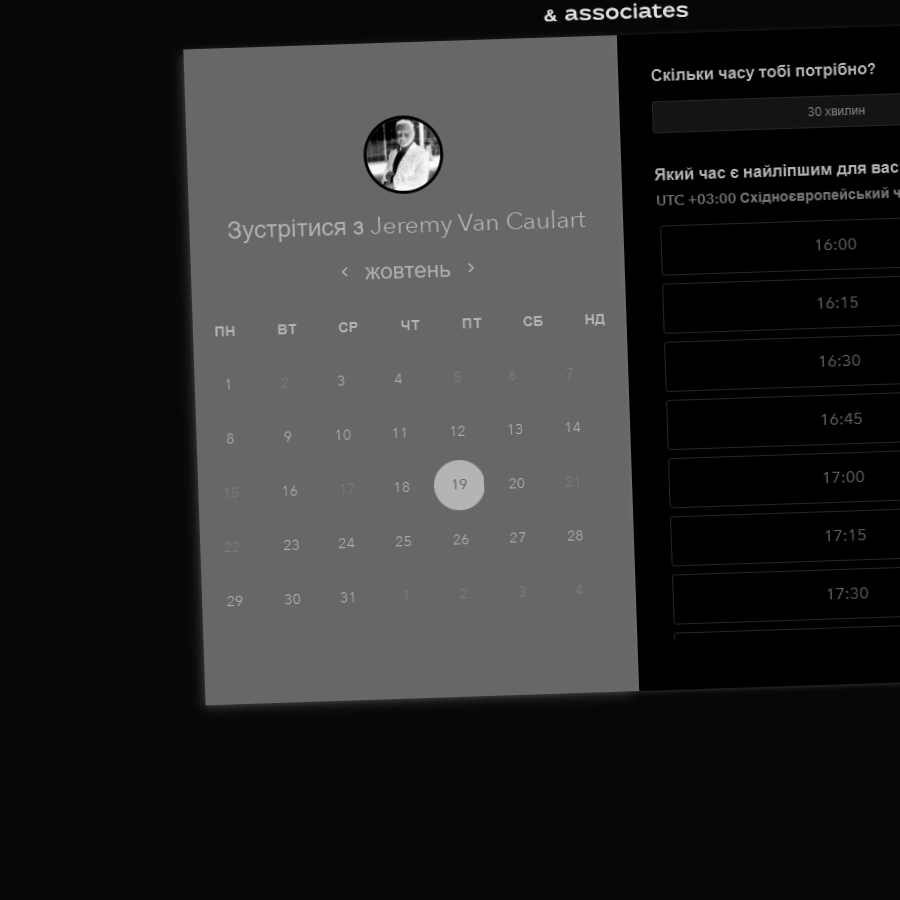 & associates
Зустрітися з Jeremy Van Caulart
‹ жовтень ›
ПН ВТ СР ЧТ ПТ СБ НД
1 2 3 4 5 6 7
8 9 10 11 12 13 14
15 16 17 18 19 20 21
22 23 24 25 26 27 28
29 30 31 1 2 3 4
Скільки часу тобі потрібно?
30 хвилин
Який час є найліпшим для вас
UTC +03:00 Східноєвропейський ч
16:00
16:15
16:30
16:45
17:00
17:15
17:30